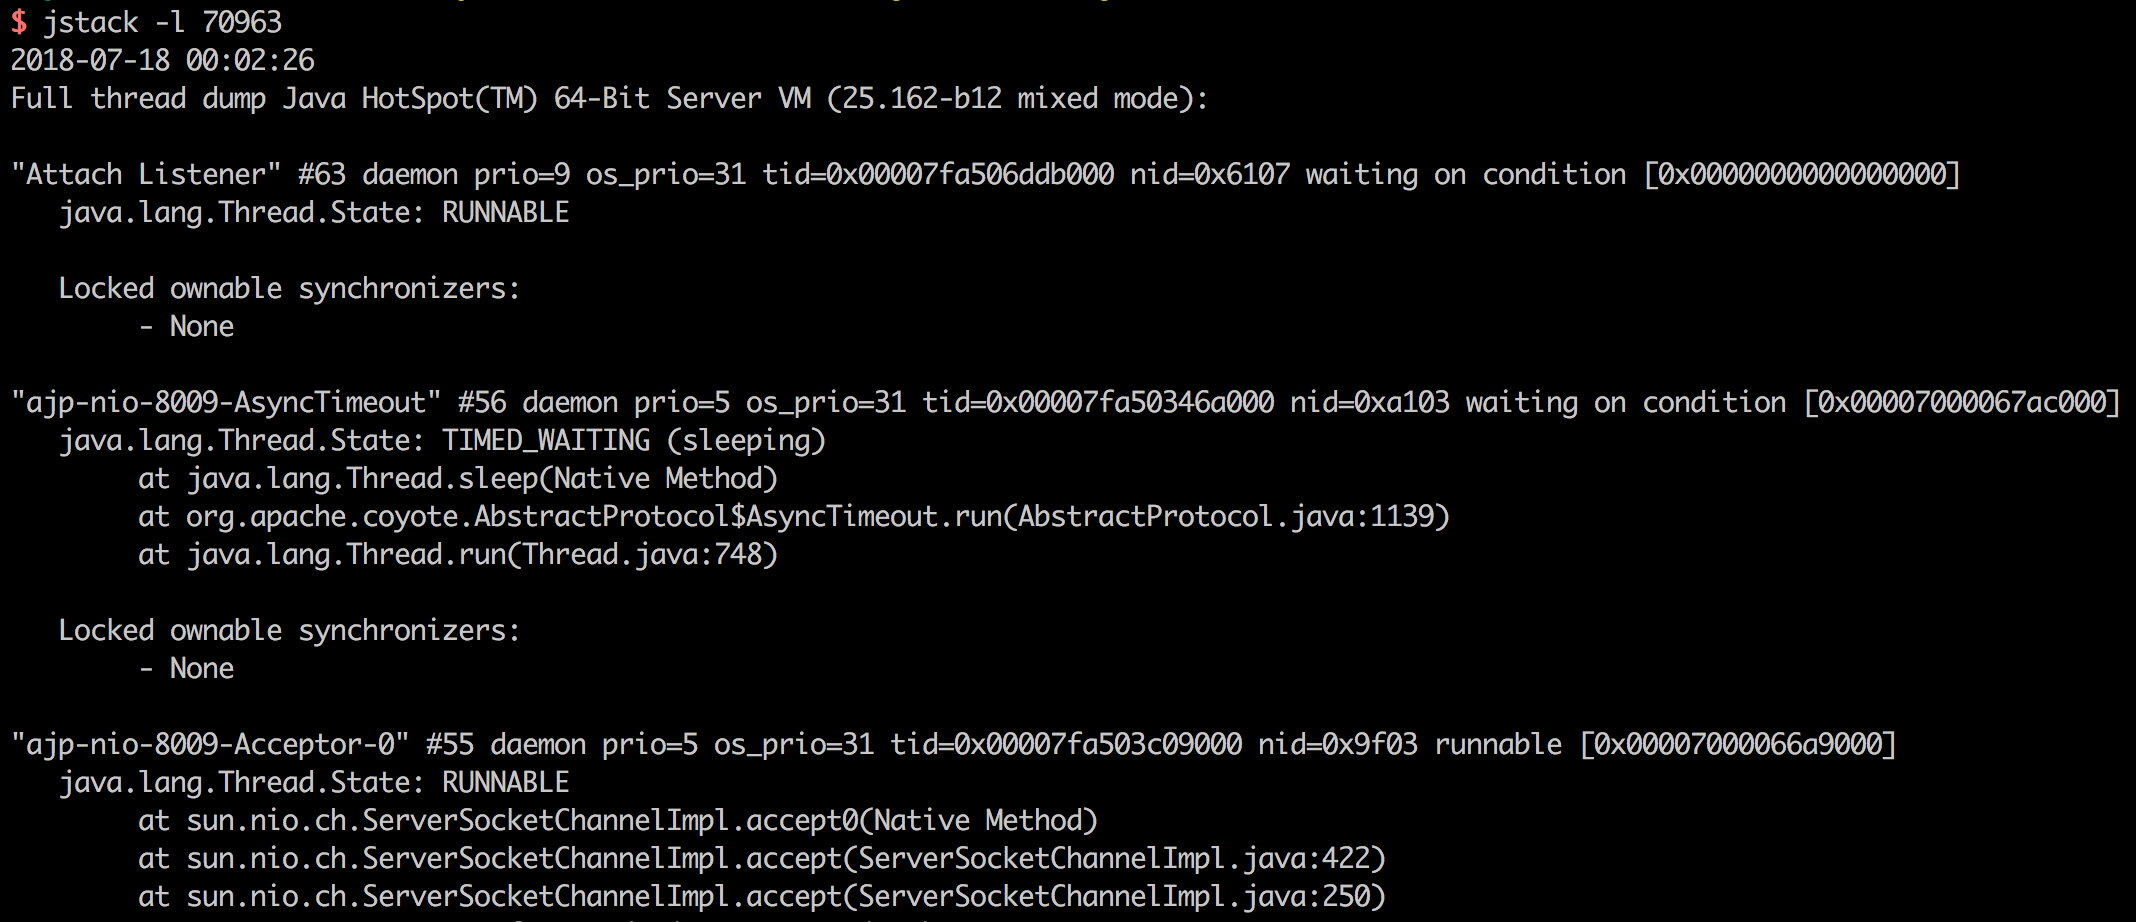 $ jstack -l 70963
2018-07-18 00:02:26
Full thread dump Java HotSpot(TM) 64-Bit Server VM (25.162-b12 mixed mode):
"Attach Listener" #63 daemon prio=9 os_prio=31 tid=0x00007fa506ddb000 nid=0x6107 waiting on condition [0x0000000000000000]
java.lang.Thread.State: RUNNABLE
Locked ownable synchronizers:
- None
"ajp-nio-8009-AsyncTimeout" #56 daemon prio=5 os_prio=31 tid=0x00007fa50346a000 nid=0xa103 waiting on condition [0x00007000067ac000]
java.lang.Thread.State: TIMED_WAITING (sleeping)
at java.lang.Thread.sleep(Native Method)
at org.apache.coyote.AbstractProtocol$AsyncTimeout.run(AbstractProtocol.java:1139)
at java.lang.Thread.run(Thread.java:748)
Locked ownable synchronizers:
- None
"ajp-nio-8009-Acceptor-0" #55 daemon prio=5 os_prio=31 tid=0x00007fa503c09000 nid=0x9f03 runnable [0x00007000066a9000]
java.lang.Thread.State: RUNNABLE
at sun.nio.ch.ServerSocketChannelImpl.accept0(Native Method)
at sun.nio.ch.ServerSocketChannelImpl.accept(ServerSocketChannelImpl.java:422)
at sun.nio.ch.ServerSocketChannelImpl.accept(ServerSocketChannelImpl.java:250)